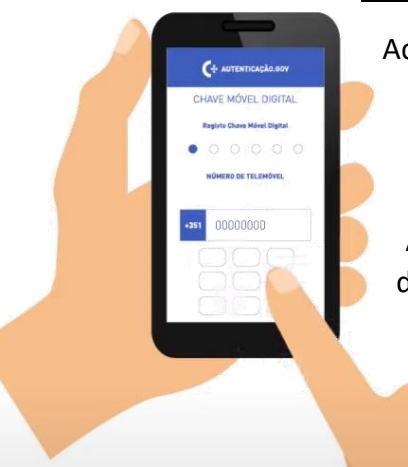 AUTENTICAÇÃO.GOV
CHAVE MÓVEL DIGITAL
Registo Chave Móvel Digital
NÚMERO DE TELEMÓVEL
+351 00000000